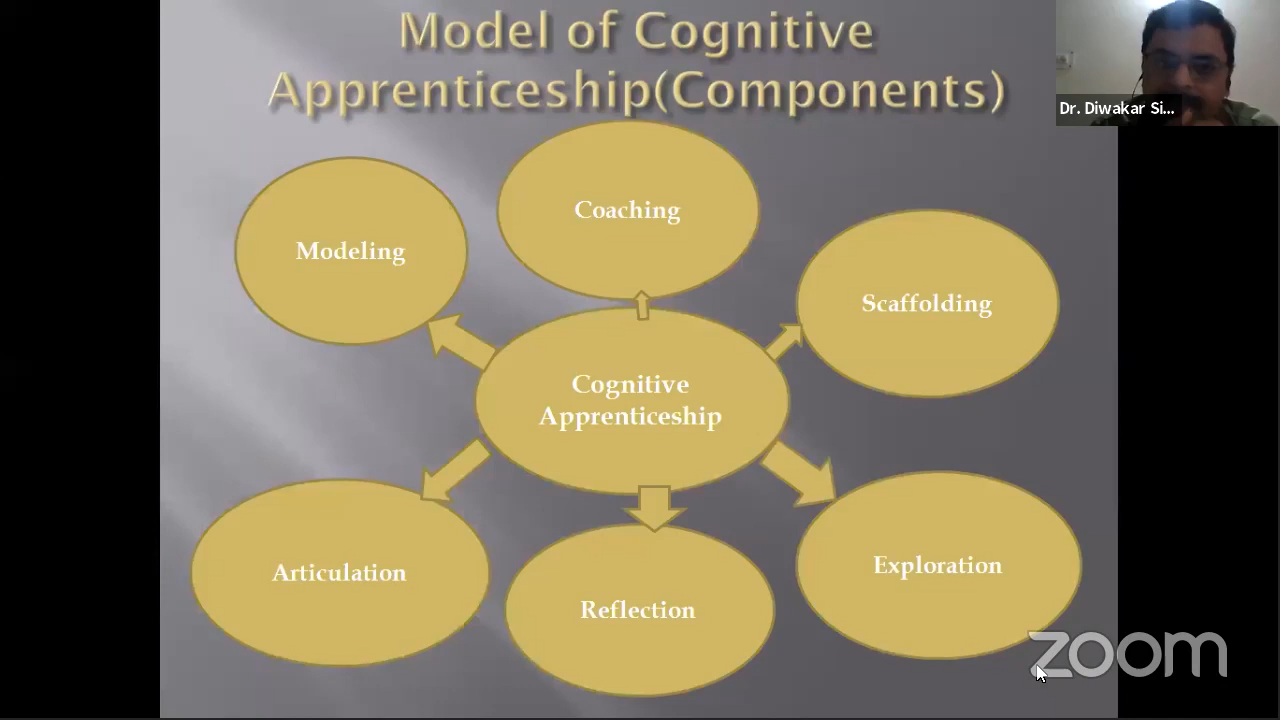 Model of Cognitive
Apprenticeship(Components)
Dr. Diwakar Si...
Coaching
Modeling
Scaffolding
Cognitive
Apprenticeship
Articulation
Reflection
Exploration
zoom